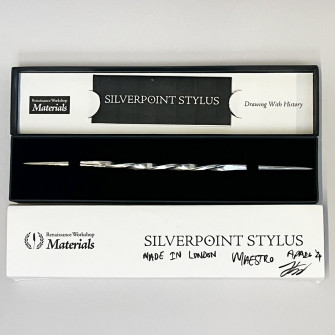 Renaissance Workshop
Materials
SILVERPOINT STYLUS
Drawing With History
Renaissance Workshop
Materials
SILVERPOINT STYLUS
MADE IN LONDON MAESTRO